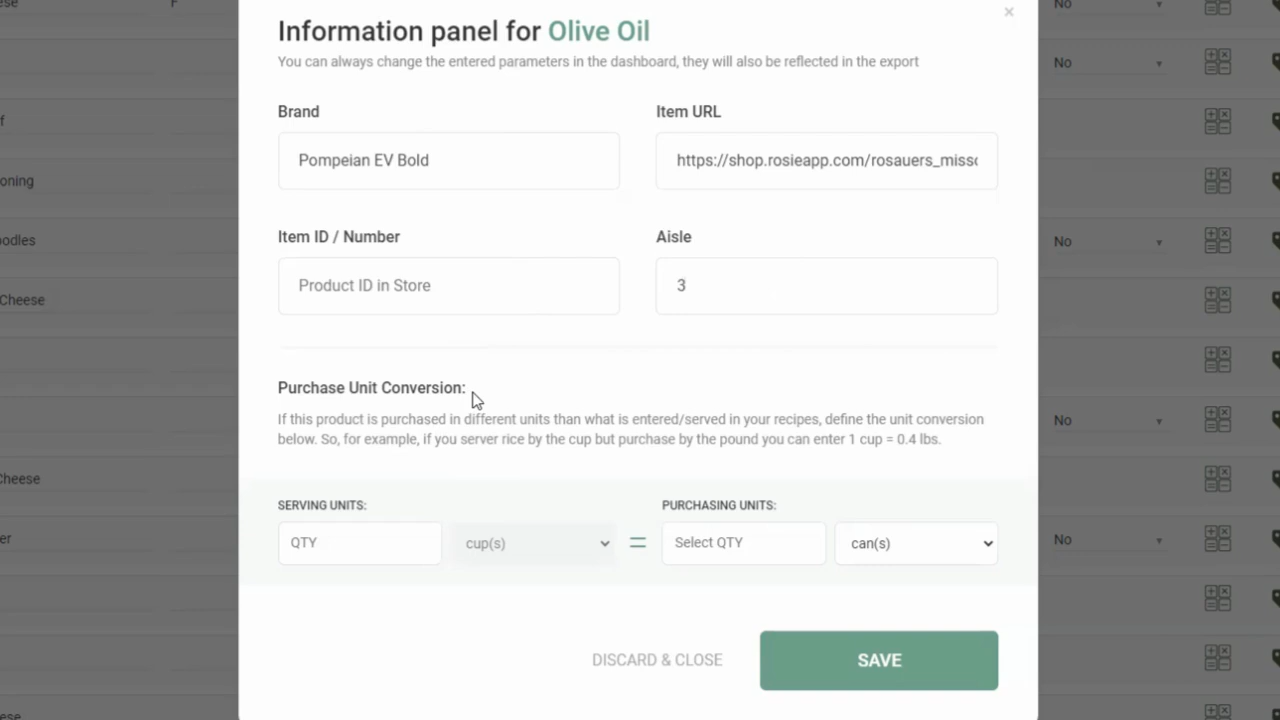 ese
F
No
×
Information panel for Olive Oil
You can always change the entered parameters in the dashboard, they will also be reflected in the export
No
Brand
Item URL
f
Pompeian EV Bold
https://shop.rosieapp.com/rosauers_misso
oning
Item ID / Number
Aisle
oodles
No
Product ID in Store
3
Cheese
Purchase Unit Conversion:
If this product is purchased in different units than what is entered/served in your recipes, define the unit conversion
below. So, for example, if you server rice by the cup but purchase by the pound you can enter 1 cup = 0.4 lbs.
No
Cheese
SERVING UNITS:
PURCHASING UNITS:
QTY
cup(s)
=
Select QTY
can(s)
er
No
DISCARD & CLOSE
SAVE
ese